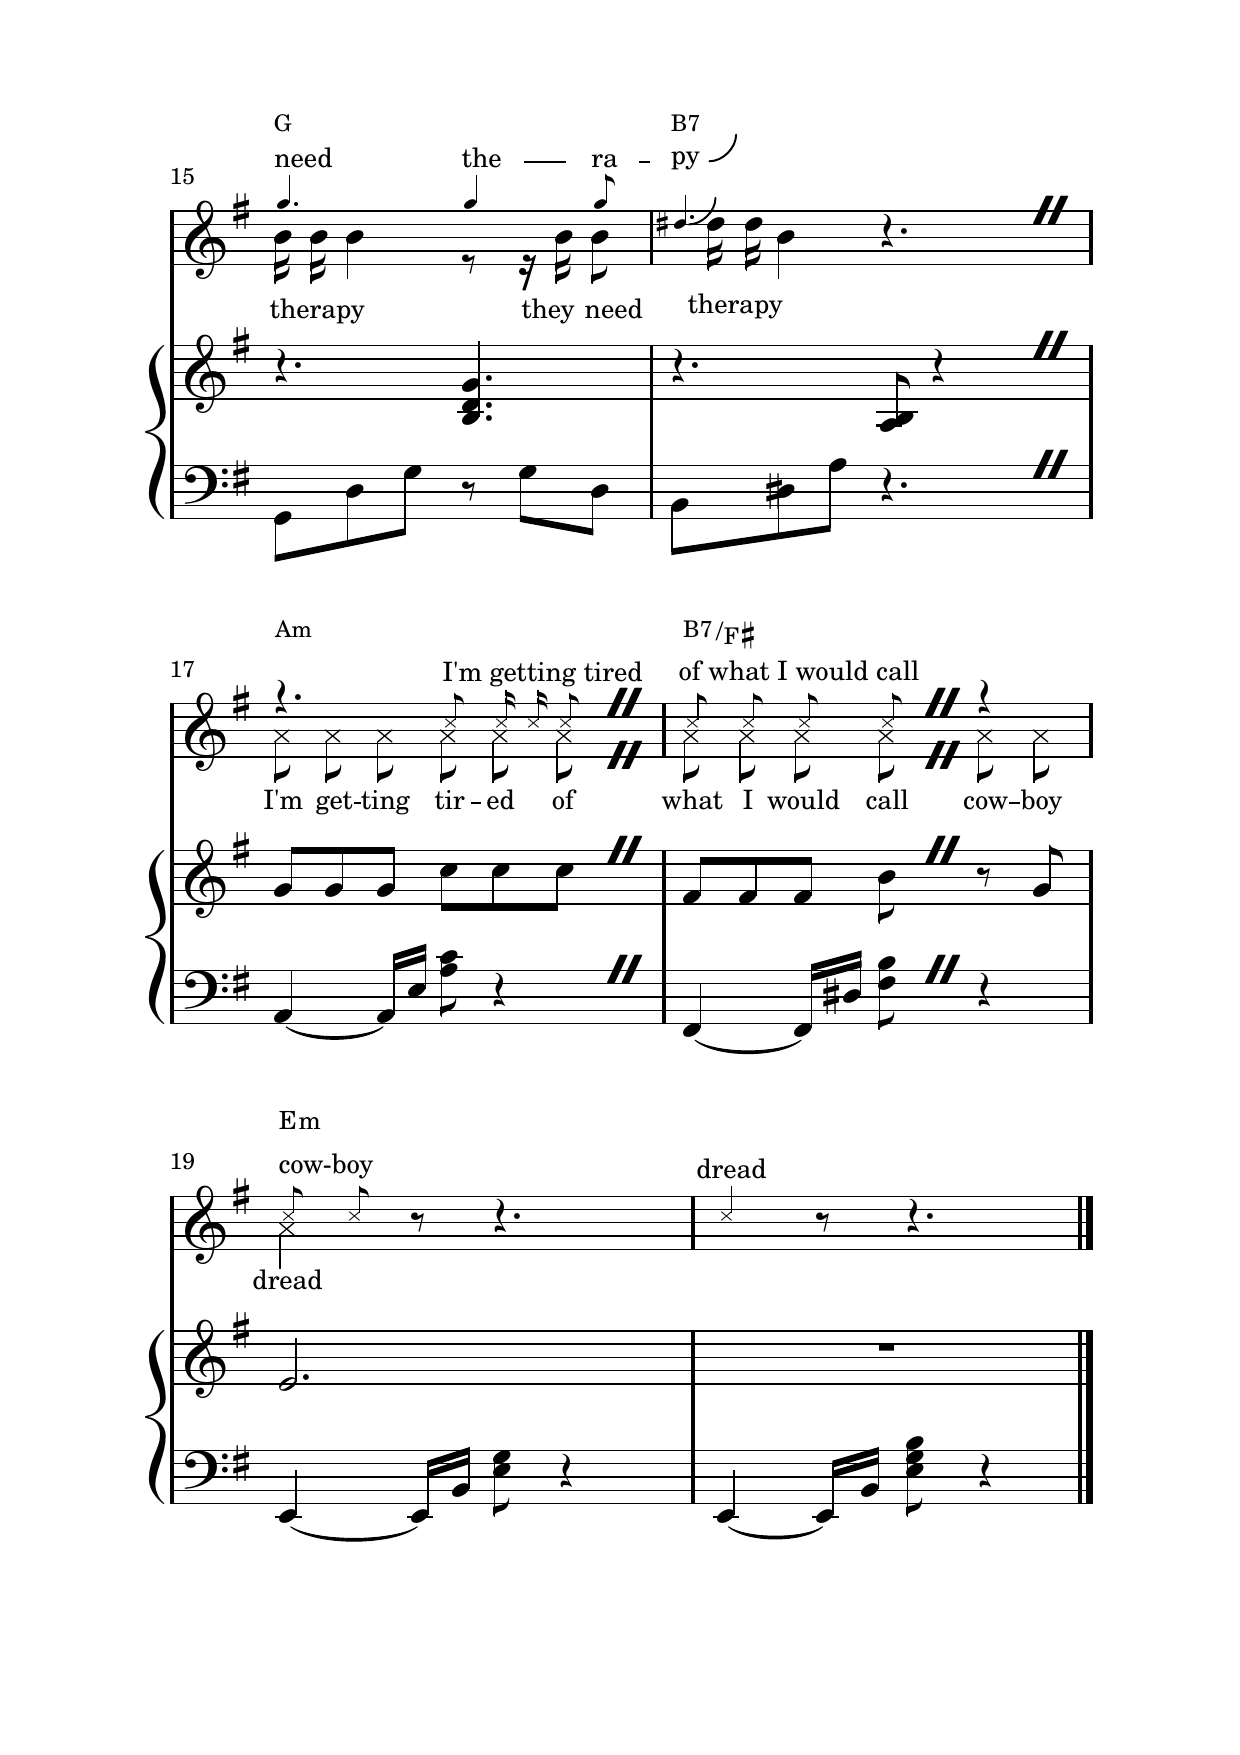 G B7
need the ra – py
15
therapy they need therapy
Am B7/F♯
17
I'm getting tired of what I would call
I'm get-ting tir–ed of what I would call cow–boy
Em
19
cow-boy dread
dread